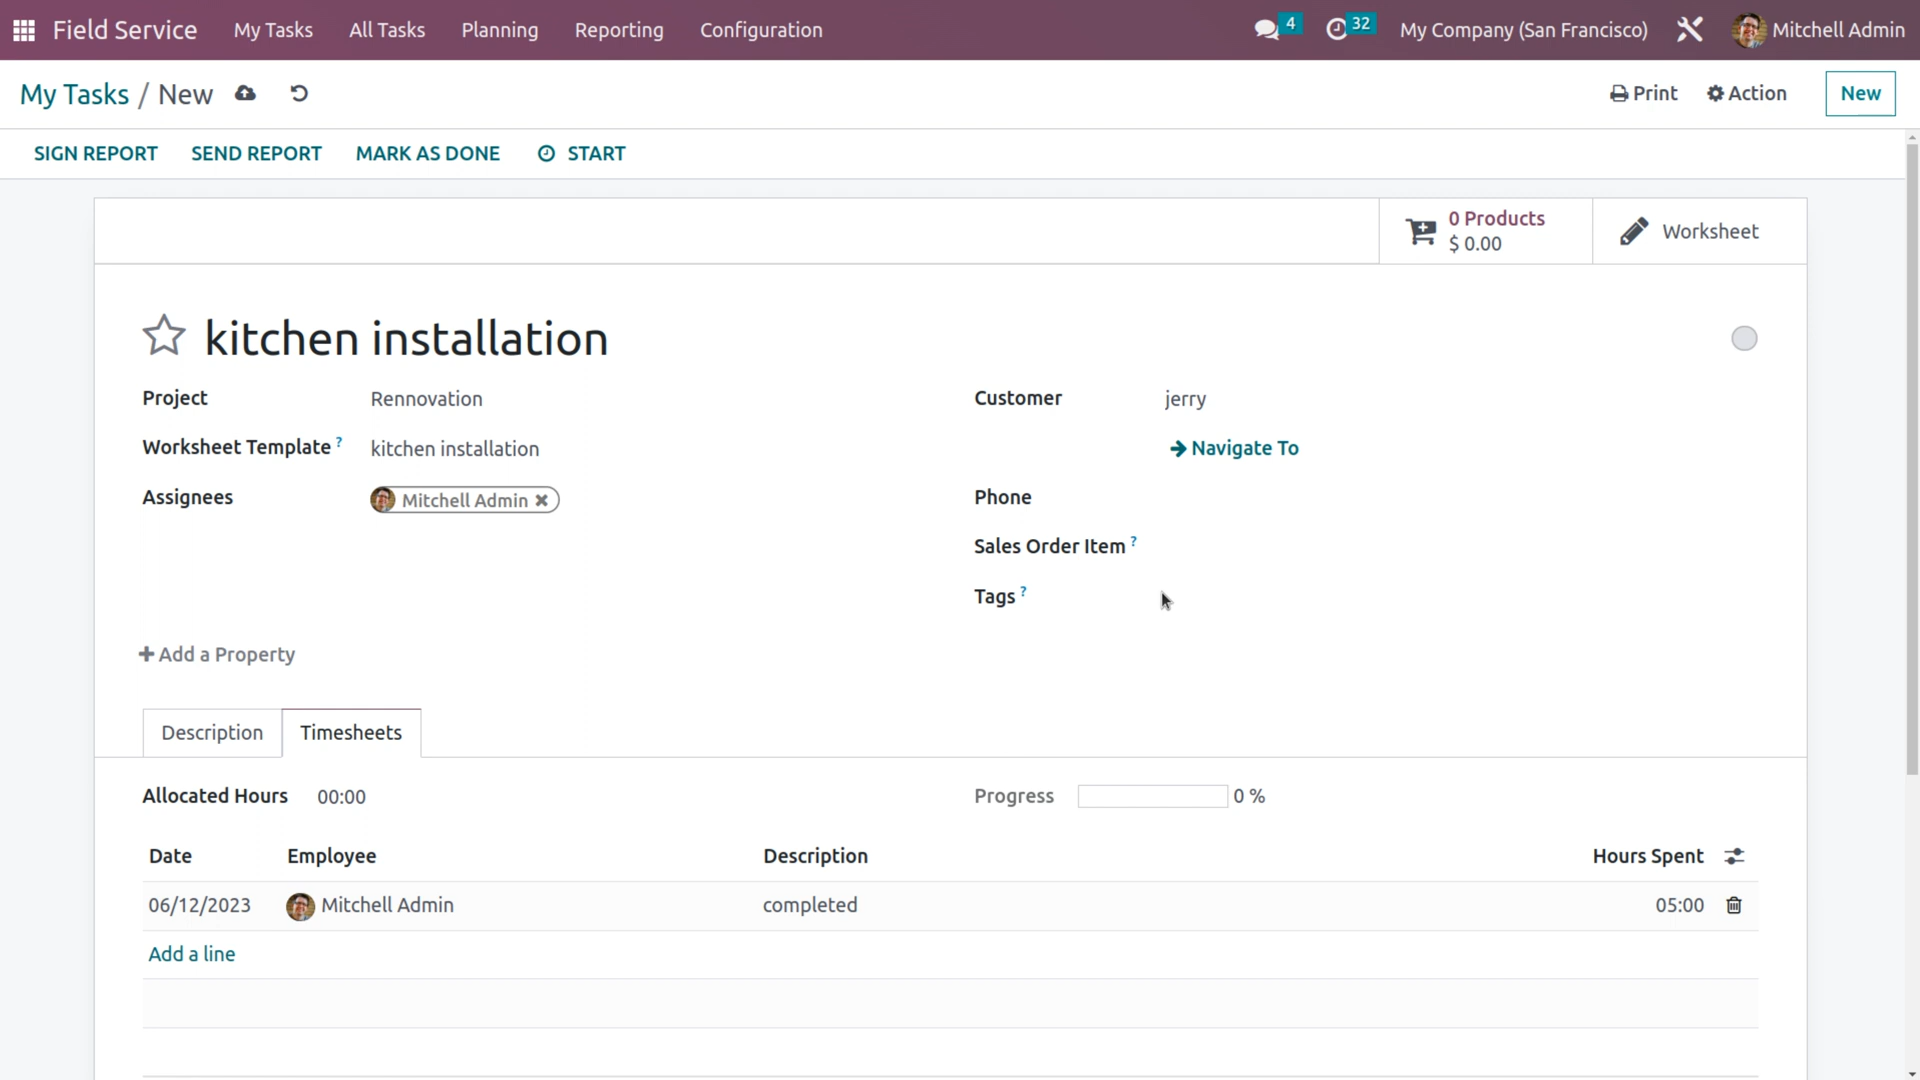 Field Service My Tasks All Tasks Planning Reporting Configuration 4 32 My Company (San Francisco) Mitchell Admin
My Tasks / New Print Action New
SIGN REPORT SEND REPORT MARK AS DONE START
0 Products
$ 0.00
Worksheet
kitchen installation
Project Rennovation
Customer jerry
Worksheet Template ? kitchen installation
Navigate To
Assignees Mitchell Admin
Phone
Sales Order Item ?
Tags ?
Add a Property
Description Timesheets
Allocated Hours 00:00 Progress 0 %
Date Employee Description Hours Spent
06/12/2023 Mitchell Admin completed 05:00
Add a line